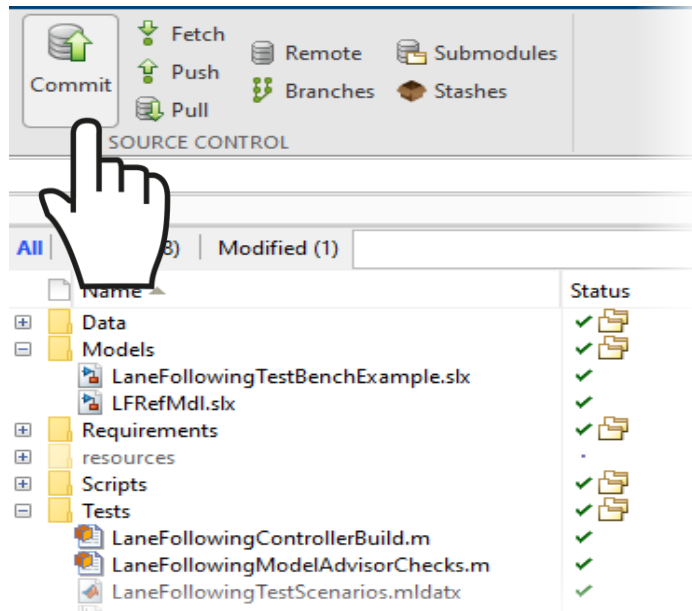 Fetch
Remote
Submodules
Commit
Push
Branches
Stashes
Pull
SOURCE CONTROL
All 3) Modified (1)
Name Status
Data
Models
LaneFollowingTestBenchExample.slx
LFRefMdl.slx
Requirements
resources
Scripts
Tests
LaneFollowingControllerBuild.m
LaneFollowingModelAdvisorChecks.m
LaneFollowingTestScenarios.mldatx